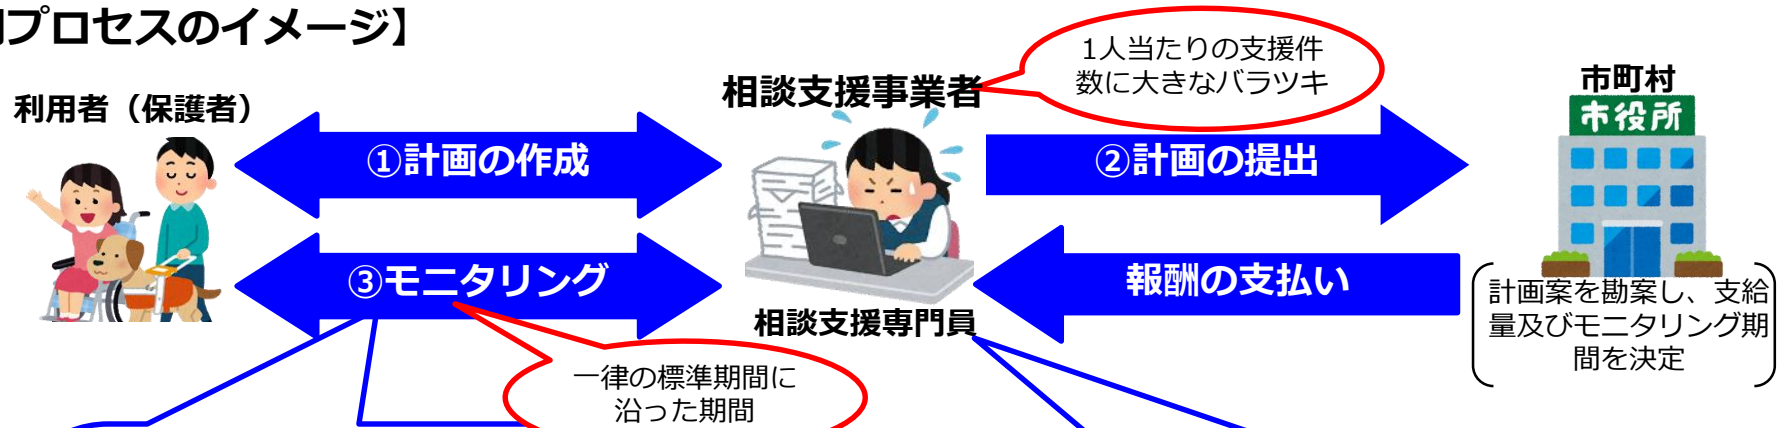 プロセスのイメージ】
1人当たりの支援件
数に大きなバラツキ
利用者（保護者）
相談支援事業者
市町村
市役所
①計画の作成
②計画の提出
③モニタリング
報酬の支払い
相談支援専門員
計画案を勘案し、支給
量及びモニタリング期
間を決定
一律の標準期間に
沿った期間